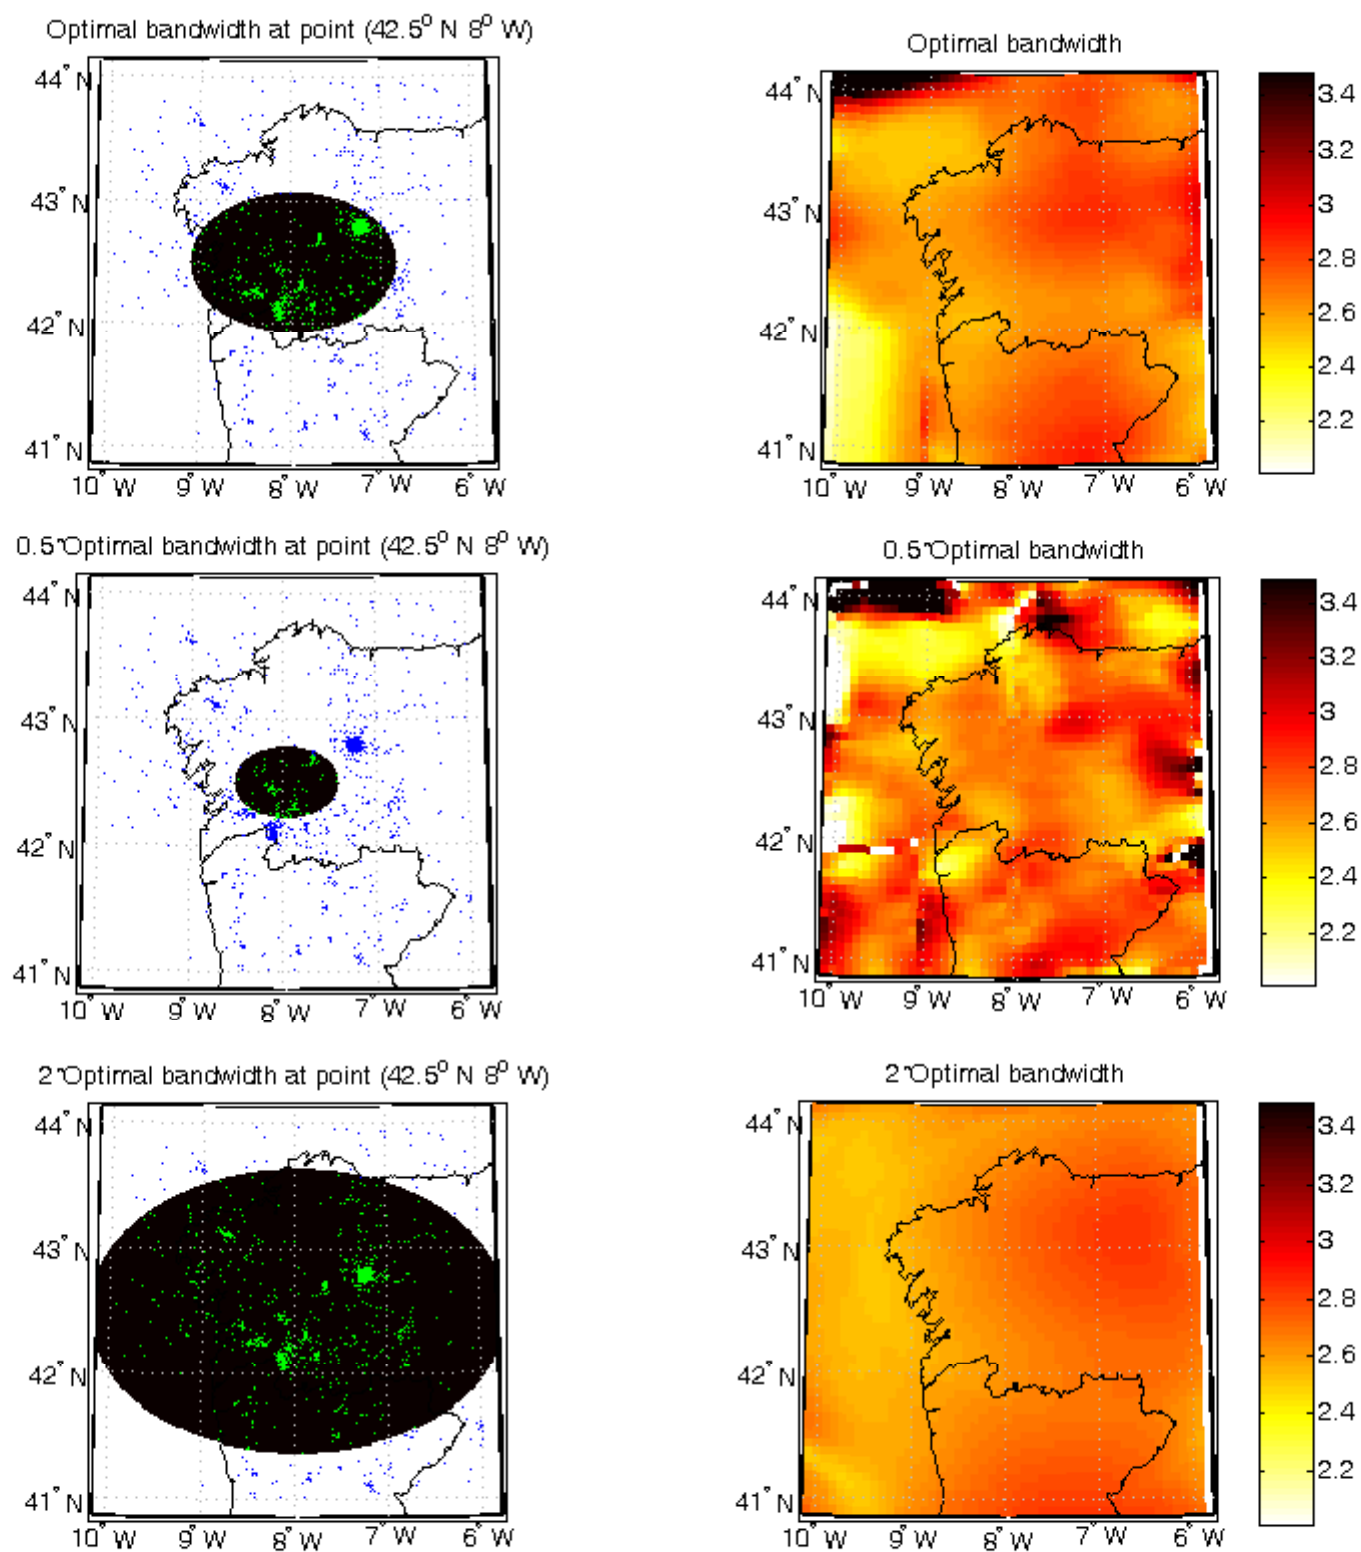 Optimal bandwidth at point (42.5⁰ N 8⁰ W)
44° N
43° N
42° N
41° N
10° W 9° W 8° W 7° W 6° W
Optimal bandwidth
44° N
43° N
42° N
41° N
10° W 9° W 8° W 7° W 6° W
3.4
3.2
3
2.8
2.6
2.4
2.2
0.5*Optimal bandwidth at point (42.5⁰ N 8⁰ W)
44° N
43° N
42° N
41° N
10° W 9° W 8° W 7° W 6° W
0.5*Optimal bandwidth
44° N
43° N
42° N
41° N
10° W 9° W 8° W 7° W 6° W
3.4
3.2
3
2.8
2.6
2.4
2.2
2*Optimal bandwidth at point (42.5⁰ N 8⁰ W)
44° N
43° N
42° N
41° N
10° W 9° W 8° W 7° W 6° W
2*Optimal bandwidth
44° N
43° N
42° N
41° N
10° W 9° W 8° W 7° W 6° W
3.4
3.2
3
2.8
2.6
2.4
2.2